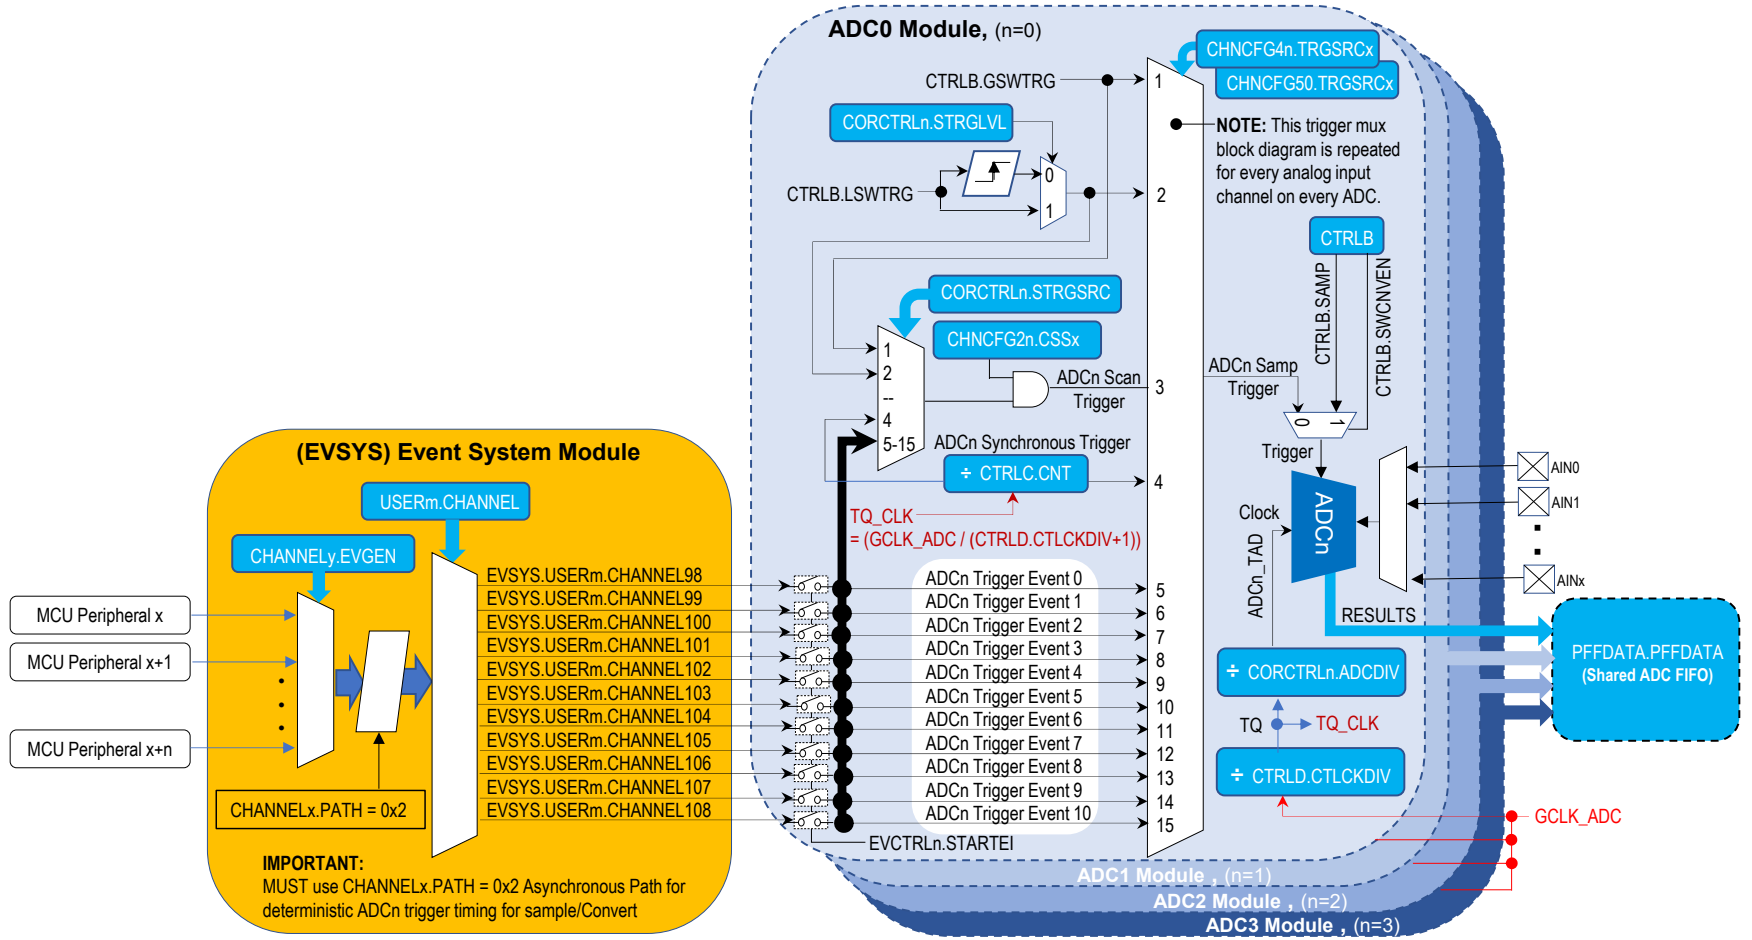 ADC0 Module, (n=0)
CHNCFG4n.TRGSRCx
CHNCFG50.TRGSRCx
CTRLB.GSWTRG
1
CORCTRLn.STRGLVL
NOTE: This trigger mux
block diagram is repeated
for every analog input
channel on every ADC.
0
CTRLB.LSWTRG
1
2
CTRLB
CTRLB.SAMP
CTRLB.SWCNVEN
CORCTRLn.STRGSRC
CHNCFG2n.CSSx
1
2
--
4
5-15
ADCn Scan
Trigger
3
ADCn Samp
Trigger
0
1
Trigger
ADCn Synchronous Trigger
÷ CTRLC.CNT
4
TQ_CLK
= (GCLK_ADC / (CTRLD.CTLCKDIV+1))
Clock
ADCn
ADCn_TAD
AIN0
AIN1
AINx
RESULTS
PFFDATA.PFFDATA
(Shared ADC FIFO)
÷ CORCTRLn.ADCDIV
TQ
TQ_CLK
÷ CTRLD.CTLCKDIV
GCLK_ADC
(EVSYS) Event System Module
USERm.CHANNEL
CHANNELy.EVGEN
MCU Peripheral x
MCU Peripheral x+1
MCU Peripheral x+n
CHANNELx.PATH = 0x2
IMPORTANT:
MUST use CHANNELx.PATH = 0x2 Asynchronous Path for
deterministic ADCn trigger timing for sample/Convert
EVSYS.USERm.CHANNEL98
EVSYS.USERm.CHANNEL99
EVSYS.USERm.CHANNEL100
EVSYS.USERm.CHANNEL101
EVSYS.USERm.CHANNEL102
EVSYS.USERm.CHANNEL103
EVSYS.USERm.CHANNEL104
EVSYS.USERm.CHANNEL105
EVSYS.USERm.CHANNEL106
EVSYS.USERm.CHANNEL107
EVSYS.USERm.CHANNEL108
ADCn Trigger Event 0
ADCn Trigger Event 1
ADCn Trigger Event 2
ADCn Trigger Event 3
ADCn Trigger Event 4
ADCn Trigger Event 5
ADCn Trigger Event 6
ADCn Trigger Event 7
ADCn Trigger Event 8
ADCn Trigger Event 9
ADCn Trigger Event 10
5
6
7
8
9
10
11
12
13
14
15
EVCTRLn.STARTEI
ADC1 Module , (n=1)
ADC2 Module , (n=2)
ADC3 Module , (n=3)